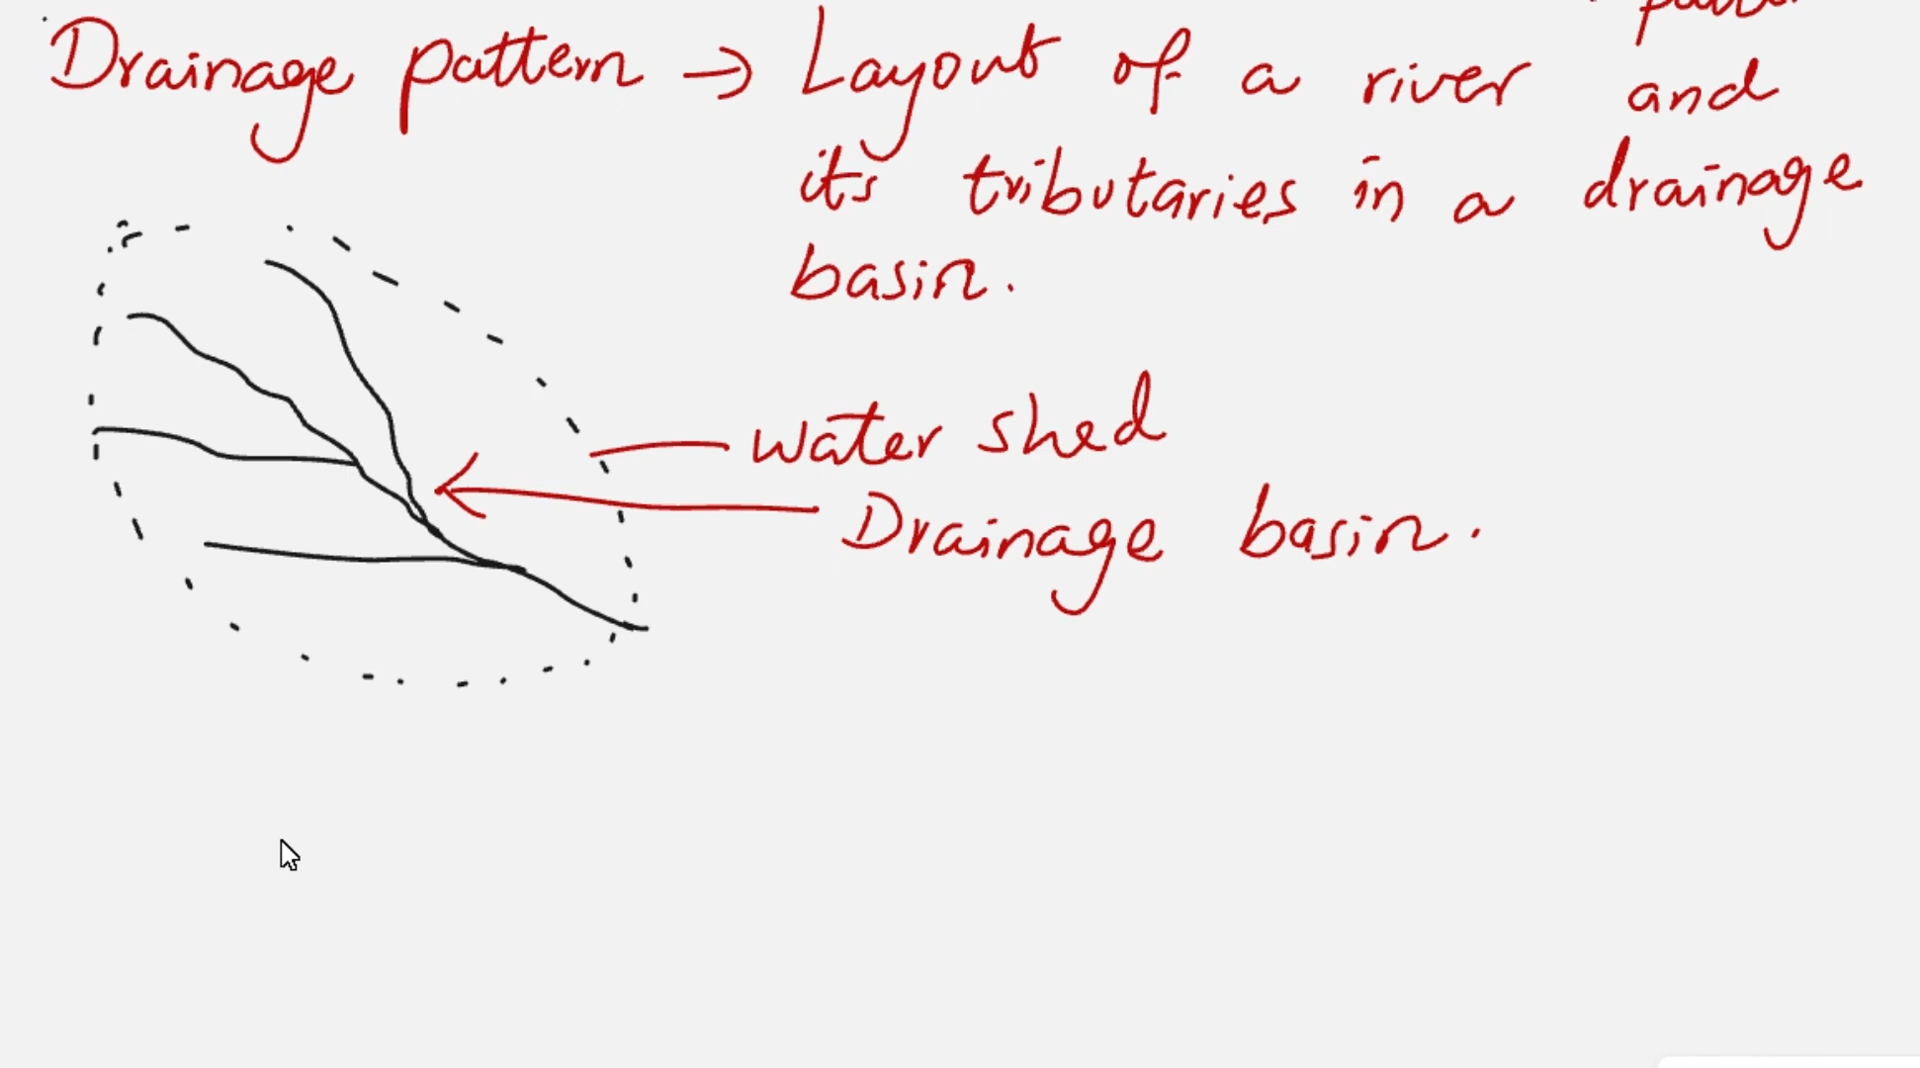 Drainage pattern → Layout of a river and
its tributaries in a drainage
basin.
water shed
Drainage basin.